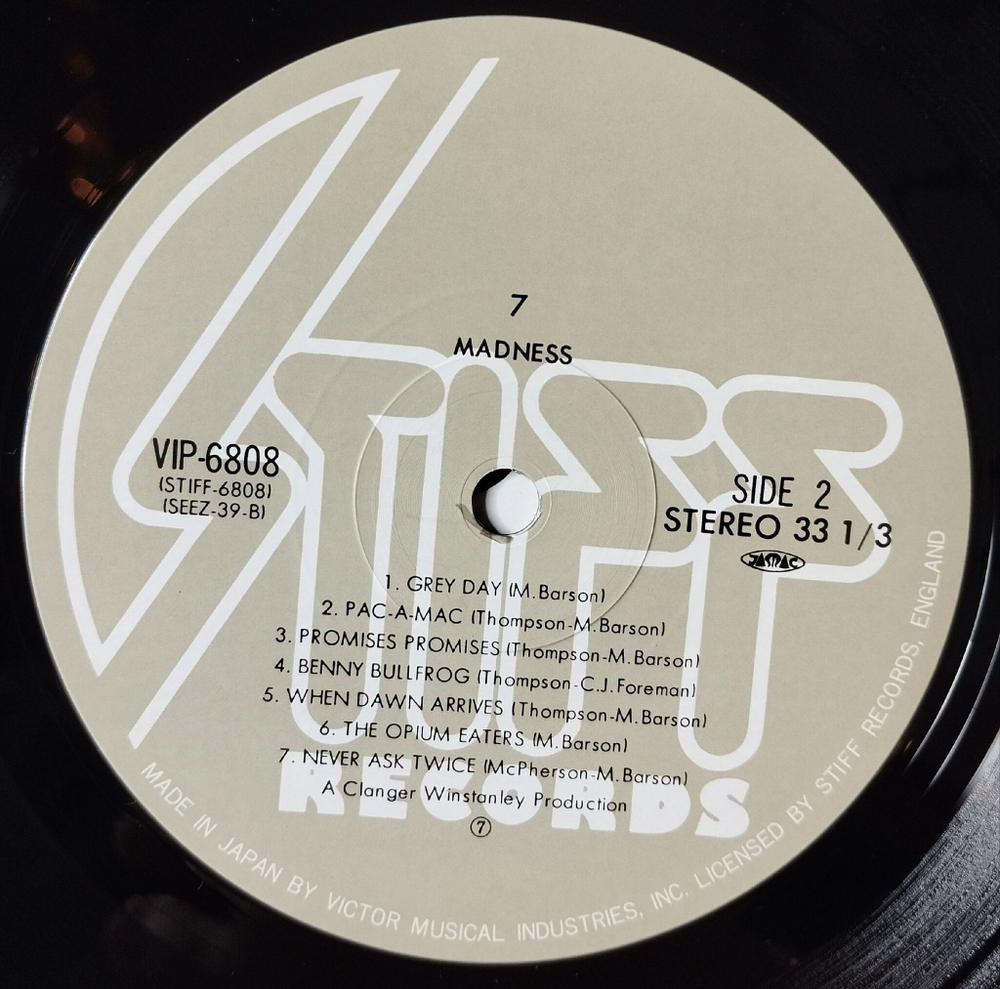 7
MADNESS
STIFF
RECORDS
VIP-6808
(STIFF-6808)
(SEEZ-39-B)
SIDE 2
STEREO 33 1/3
JASRAC
1. GREY DAY (M.Barson)
2. PAC-A-MAC (Thompson-M.Barson)
3. PROMISES PROMISES (Thompson-M.Barson)
4. BENNY BULLFROG (Thompson-C.J.Foreman)
5. WHEN DAWN ARRIVES (Thompson-M.Barson)
6. THE OPIUM EATERS (M.Barson)
7. NEVER ASK TWICE (McPherson-M.Barson)
A Clanger Winstanley Production
⑦
MADE IN JAPAN BY VICTOR MUSICAL INDUSTRIES, INC. LICENSED BY STIFF RECORDS, ENGLAND